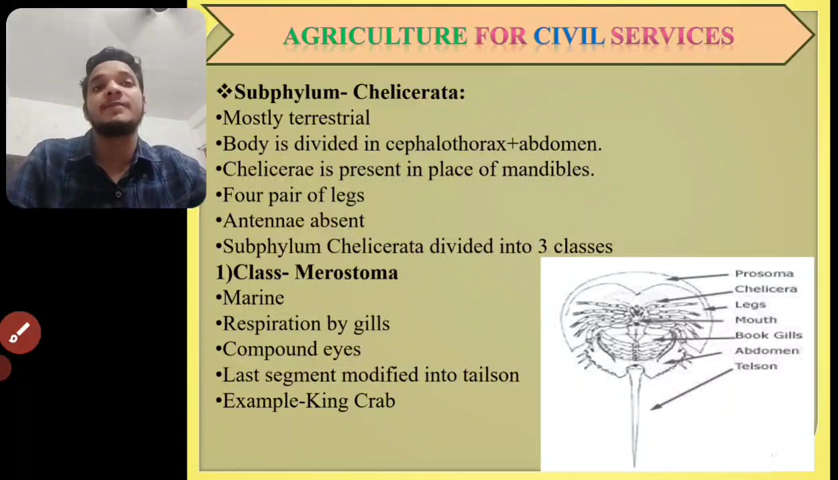 AGRICULTURE FOR CIVIL SERVICES
❖Subphylum- Chelicerata:
•Mostly terrestrial
•Body is divided in cephalothorax+abdomen.
•Chelicerae is present in place of mandibles.
•Four pair of legs
•Antennae absent
•Subphylum Chelicerata divided into 3 classes
1)Class- Merostoma
•Marine
•Respiration by gills
•Compound eyes
•Last segment modified into tailson
•Example-King Crab
Prosoma
Chelicera
Legs
Mouth
Book Gills
Abdomen
Telson